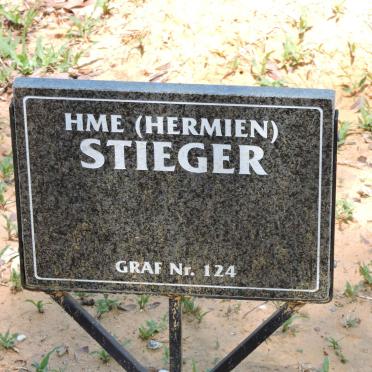 HME (HERMIEN)
STIEGER
GRAF Nr. 124